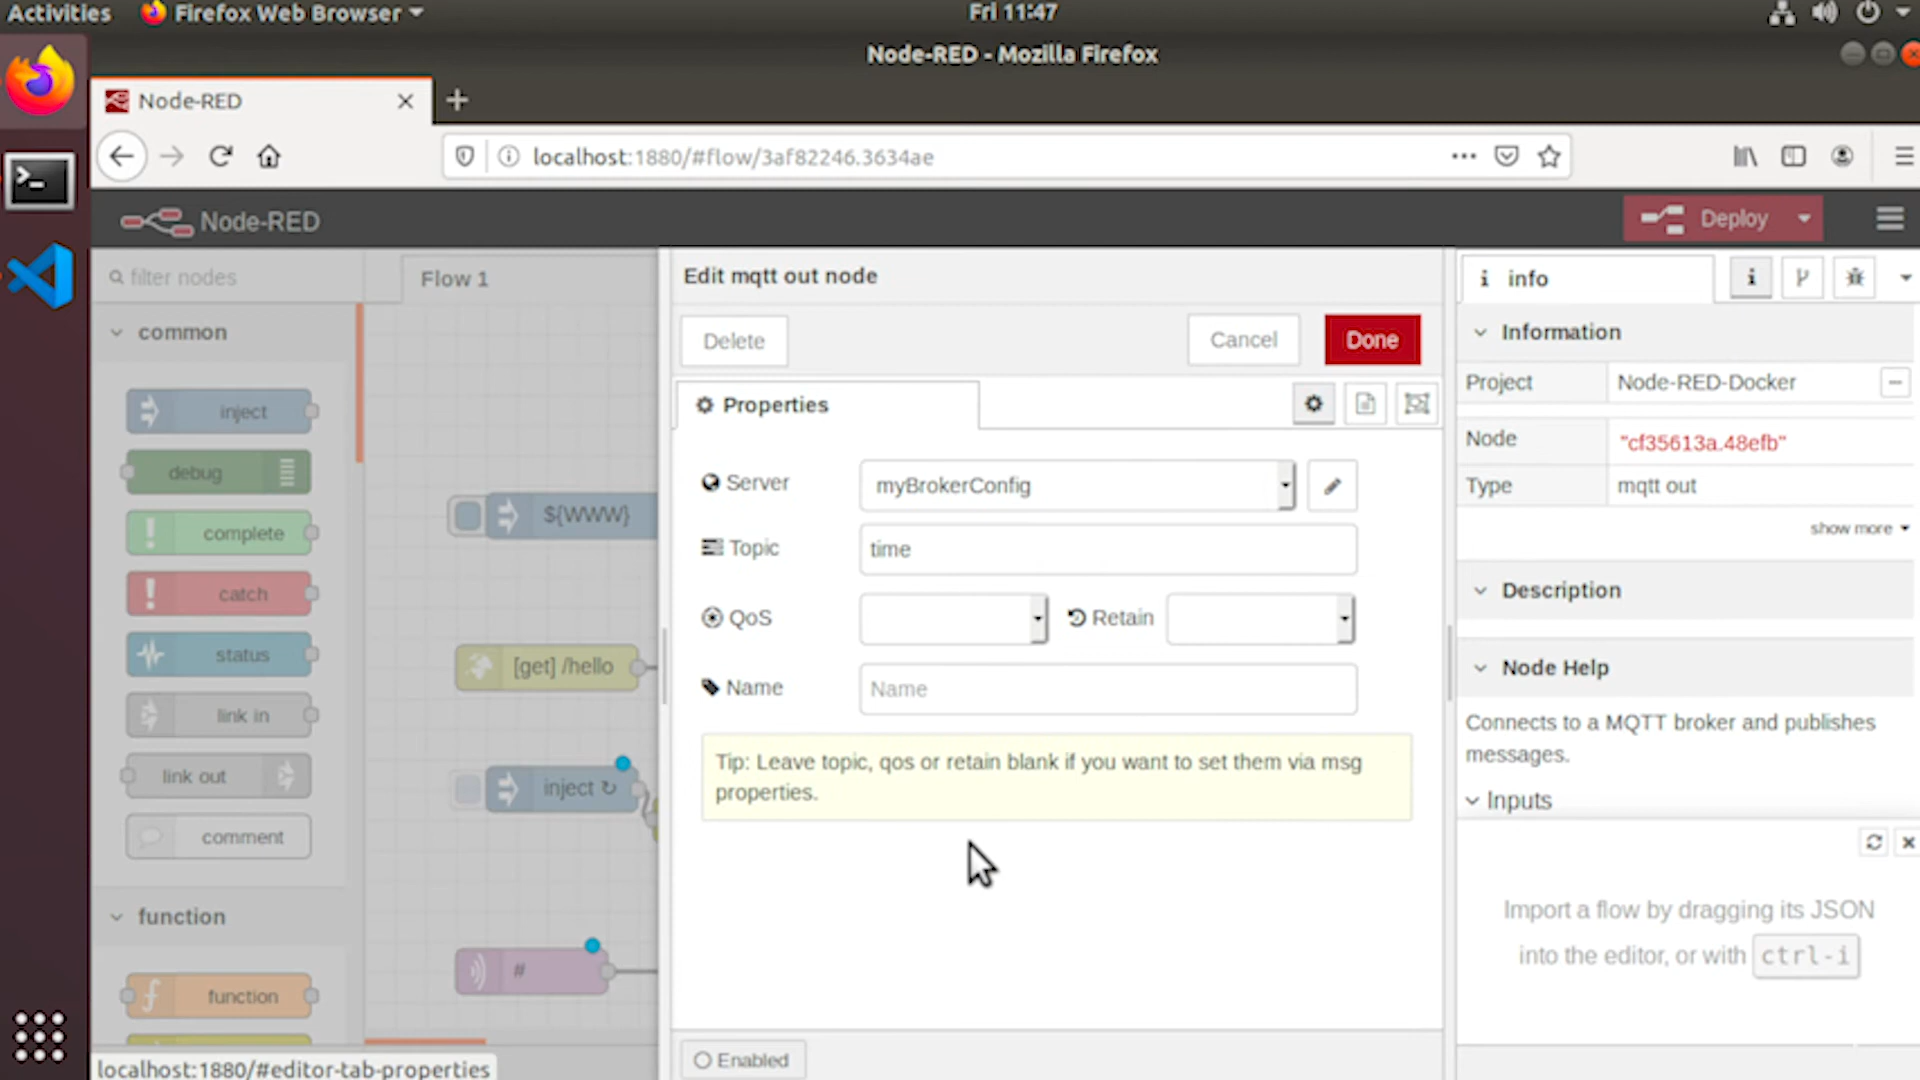 Activities
Firefox Web Browser
Fri 11:47
Node-RED - Mozilla Firefox
Node-RED
localhost:1880/#flow/3af82246.3634ae
Node-RED
Deploy
filter nodes
Flow 1
common
inject
debug
complete
catch
status
link in
link out
comment
function
function
${WWW}
[get] /hello
inject ↻
#
Edit mqtt out node
Delete
Cancel
Done
Properties
Server
myBrokerConfig
Topic
time
QoS
Retain
Name
Name
Tip: Leave topic, qos or retain blank if you want to set them via msg
properties.
Enabled
i info
i
Information
Project
Node-RED-Docker
Node
"cf35613a.48efb"
Type
mqtt out
show more
Description
Node Help
Connects to a MQTT broker and publishes
messages.
Inputs
Import a flow by dragging its JSON
into the editor, or with ctrl-i
localhost:1880/#editor-tab-properties